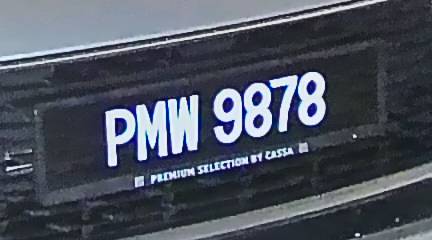 PMW 9878
PREMIUM SELECTION BY CASSA